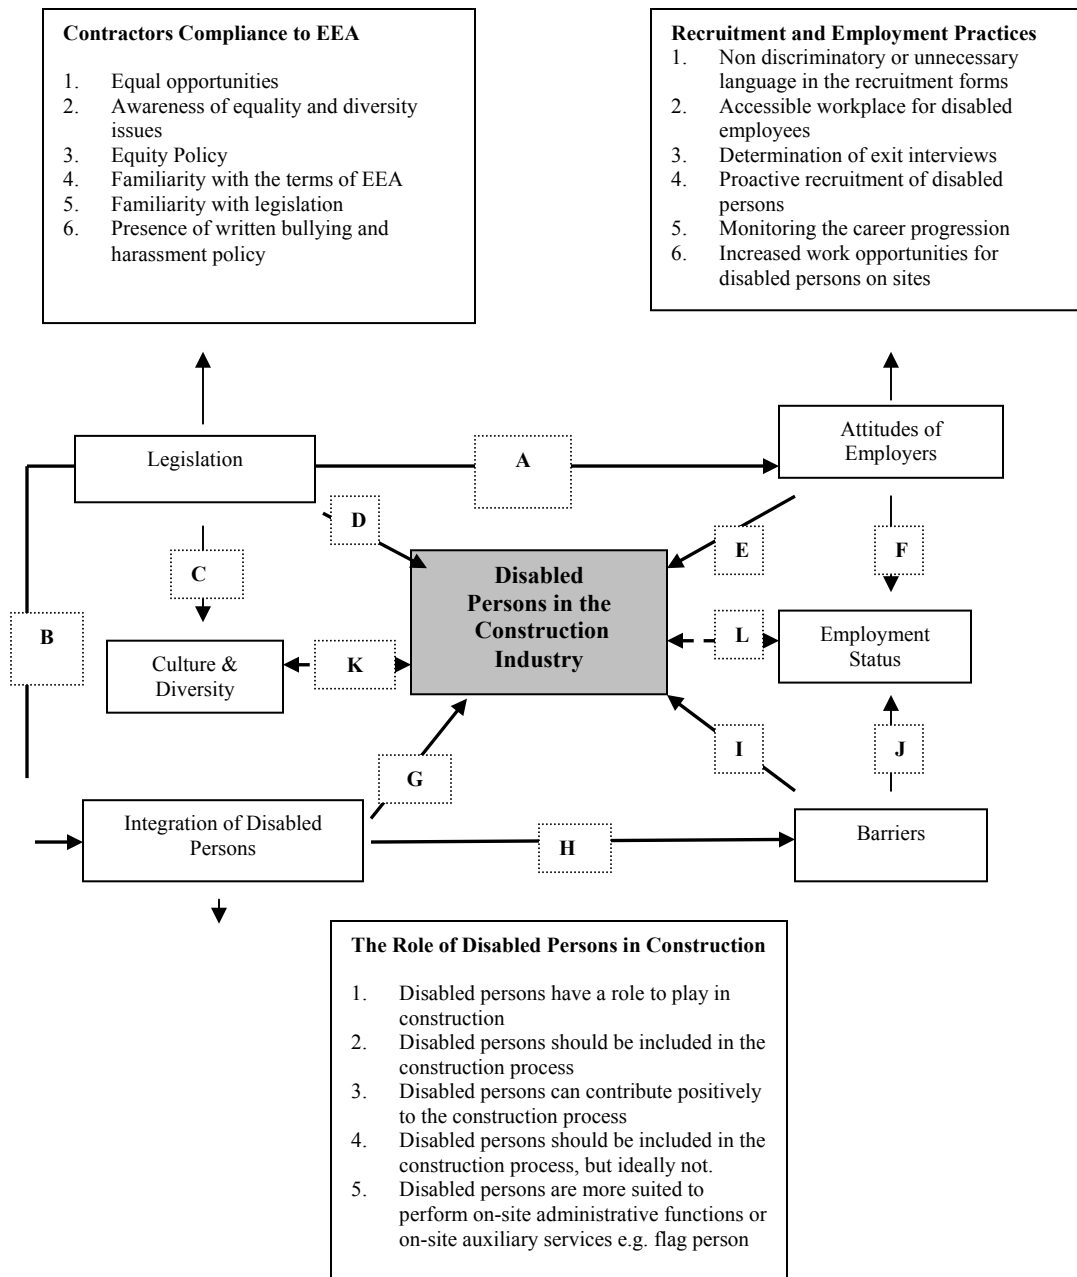 Contractors Compliance to EEA
1. Equal opportunities
2. Awareness of equality and diversity
issues
3. Equity Policy
4. Familiarity with the terms of EEA
5. Familiarity with legislation
6. Presence of written bullying and
harassment policy
Recruitment and Employment Practices
1. Non discriminatory or unnecessary
language in the recruitment forms
2. Accessible workplace for disabled
employees
3. Determination of exit interviews
4. Proactive recruitment of disabled
persons
5. Monitoring the career progression
6. Increased work opportunities for
disabled persons on sites
Legislation
A
Attitudes of
Employers
D
E
F
C
B
Disabled
Persons in the
Construction
Industry
Culture &
Diversity
K
L
Employment
Status
G
I
J
Integration of Disabled
Persons
H
Barriers
The Role of Disabled Persons in Construction
1. Disabled persons have a role to play in
construction
2. Disabled persons should be included in the
construction process
3. Disabled persons can contribute positively
to the construction process
4. Disabled persons should be included in the
construction process, but ideally not.
5. Disabled persons are more suited to
perform on-site administrative functions or
on-site auxiliary services e.g. flag person